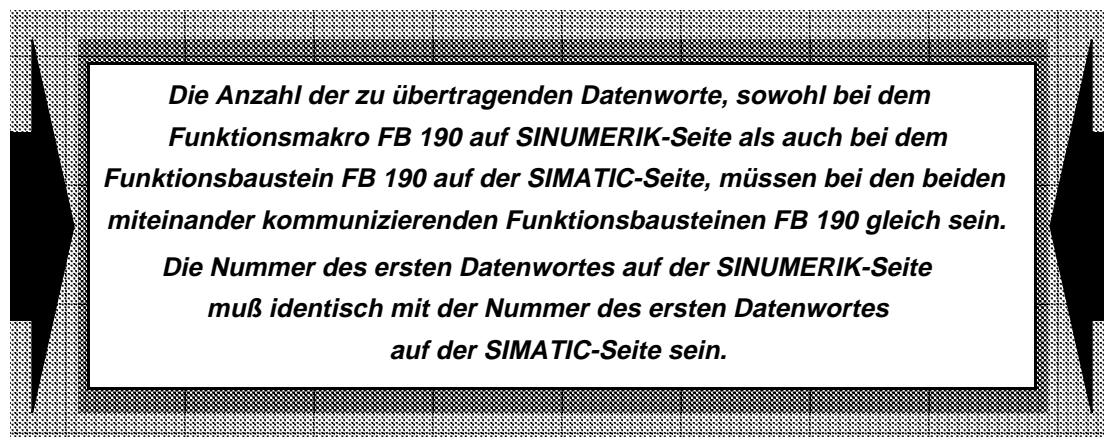 Die Anzahl der zu übertragenden Datenworte, sowohl bei dem
Funktionsmakro FB 190 auf SINUMERIK-Seite als auch bei dem
Funktionsbaustein FB 190 auf der SIMATIC-Seite, müssen bei den beiden
miteinander kommunizierenden Funktionsbausteinen FB 190 gleich sein.
Die Nummer des ersten Datenwortes auf der SINUMERIK-Seite
muß identisch mit der Nummer des ersten Datenwortes
auf der SIMATIC-Seite sein.